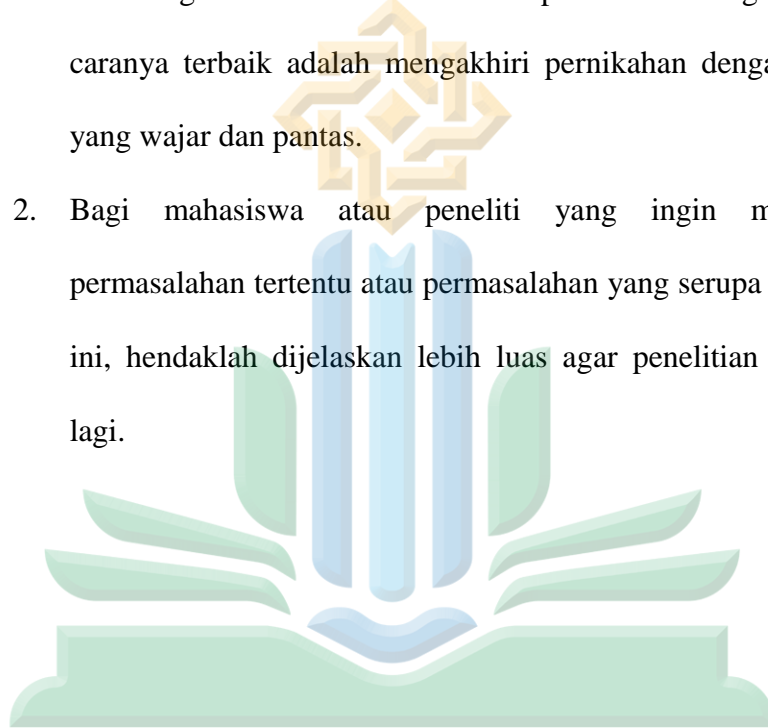 caranya terbaik adalah mengakhiri pernikahan
yang wajar dan pantas.
2. Bagi mahasiswa atau peneliti yang ingin
permasalahan tertentu atau permasalahan yang serupa
ini, hendaklah dijelaskan lebih luas agar penelitian
lagi.